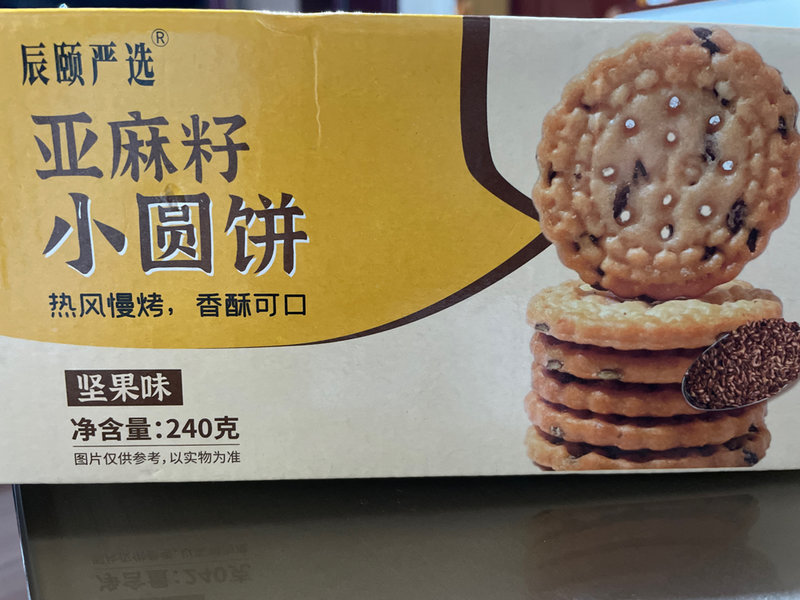 辰颐严选®
亚麻籽
小圆饼
热风慢烤，香酥可口
坚果味
净含量:240克
图片仅供参考,以实物为准